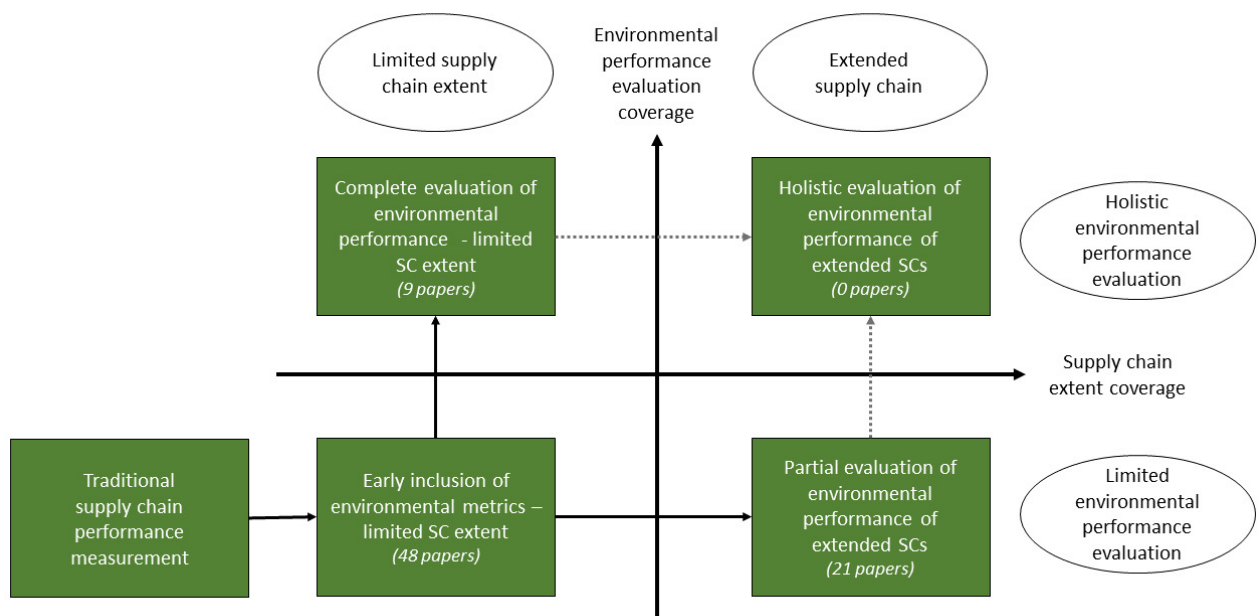 Limited supply
chain extent
Environmental
performance
evaluation
coverage
Extended
supply chain
Complete evaluation of
environmental
performance - limited
SC extent
(9 papers)
Holistic evaluation of
environmental
performance of
extended SCs
(0 papers)
Holistic
environmental
performance
evaluation
Supply chain
extent coverage
Traditional
supply chain
performance
measurement
Early inclusion of
environmental metrics –
limited SC extent
(48 papers)
Partial evaluation of
environmental
performance of
extended SCs
(21 papers)
Limited
environmental
performance
evaluation